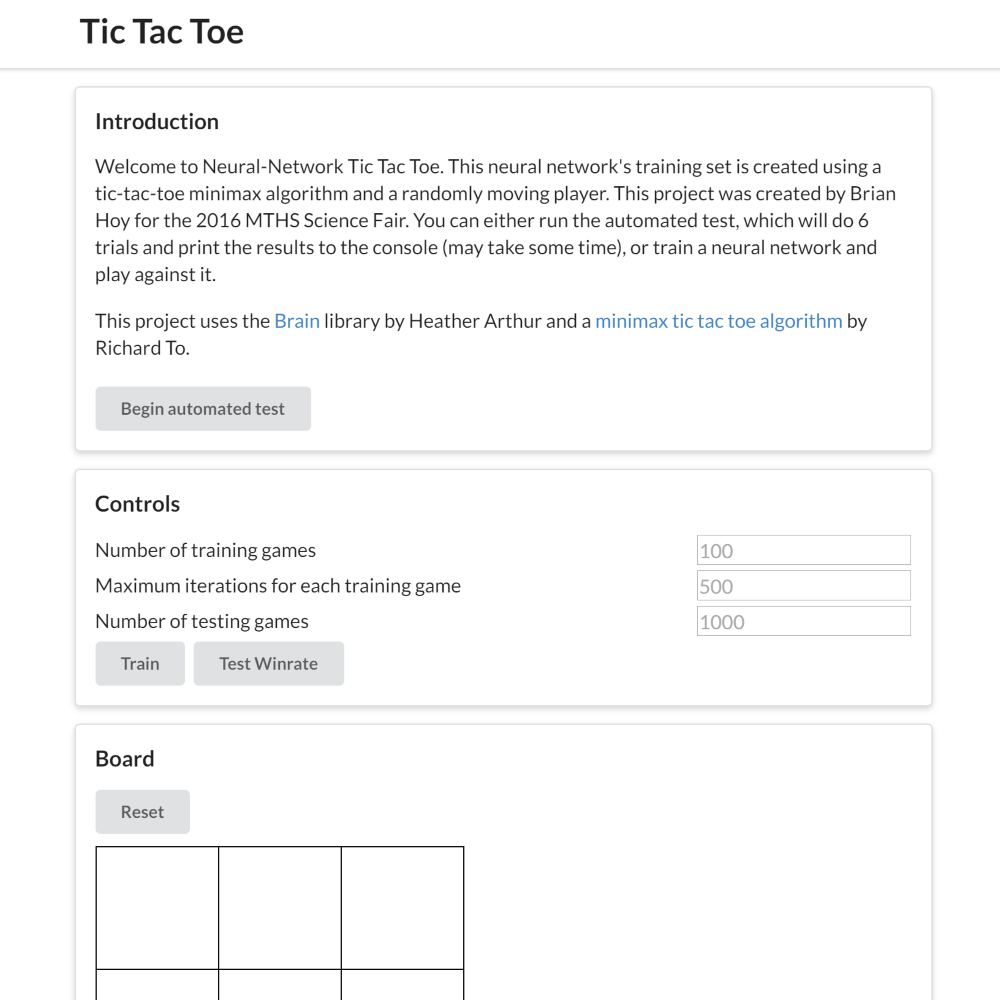 Tic Tac Toe
Introduction
Welcome to Neural-Network Tic Tac Toe. This neural network's training set is created using a
tic-tac-toe minimax algorithm and a randomly moving player. This project was created by Brian
Hoy for the 2016 MTHS Science Fair. You can either run the automated test, which will do 6
trials and print the results to the console (may take some time), or train a neural network and
play against it.
This project uses the Brain library by Heather Arthur and a minimax tic tac toe algorithm by
Richard To.
Begin automated test
Controls
Number of training games 100
Maximum iterations for each training game 500
Number of testing games 1000
Train Test Winrate
Board
Reset